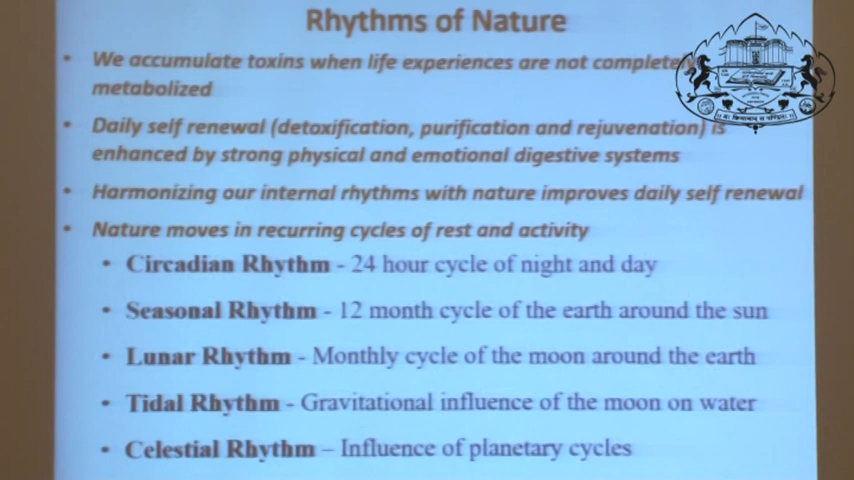 Rhythms of Nature
• We accumulate toxins when life experiences are not completely
metabolized
• Daily self renewal (detoxification, purification and rejuvenation) is
enhanced by strong physical and emotional digestive systems
• Harmonizing our internal rhythms with nature improves daily self renewal
• Nature moves in recurring cycles of rest and activity
• Circadian Rhythm - 24 hour cycle of night and day
• Seasonal Rhythm - 12 month cycle of the earth around the sun
• Lunar Rhythm - Monthly cycle of the moon around the earth
• Tidal Rhythm - Gravitational influence of the moon on water
• Celestial Rhythm – Influence of planetary cycles